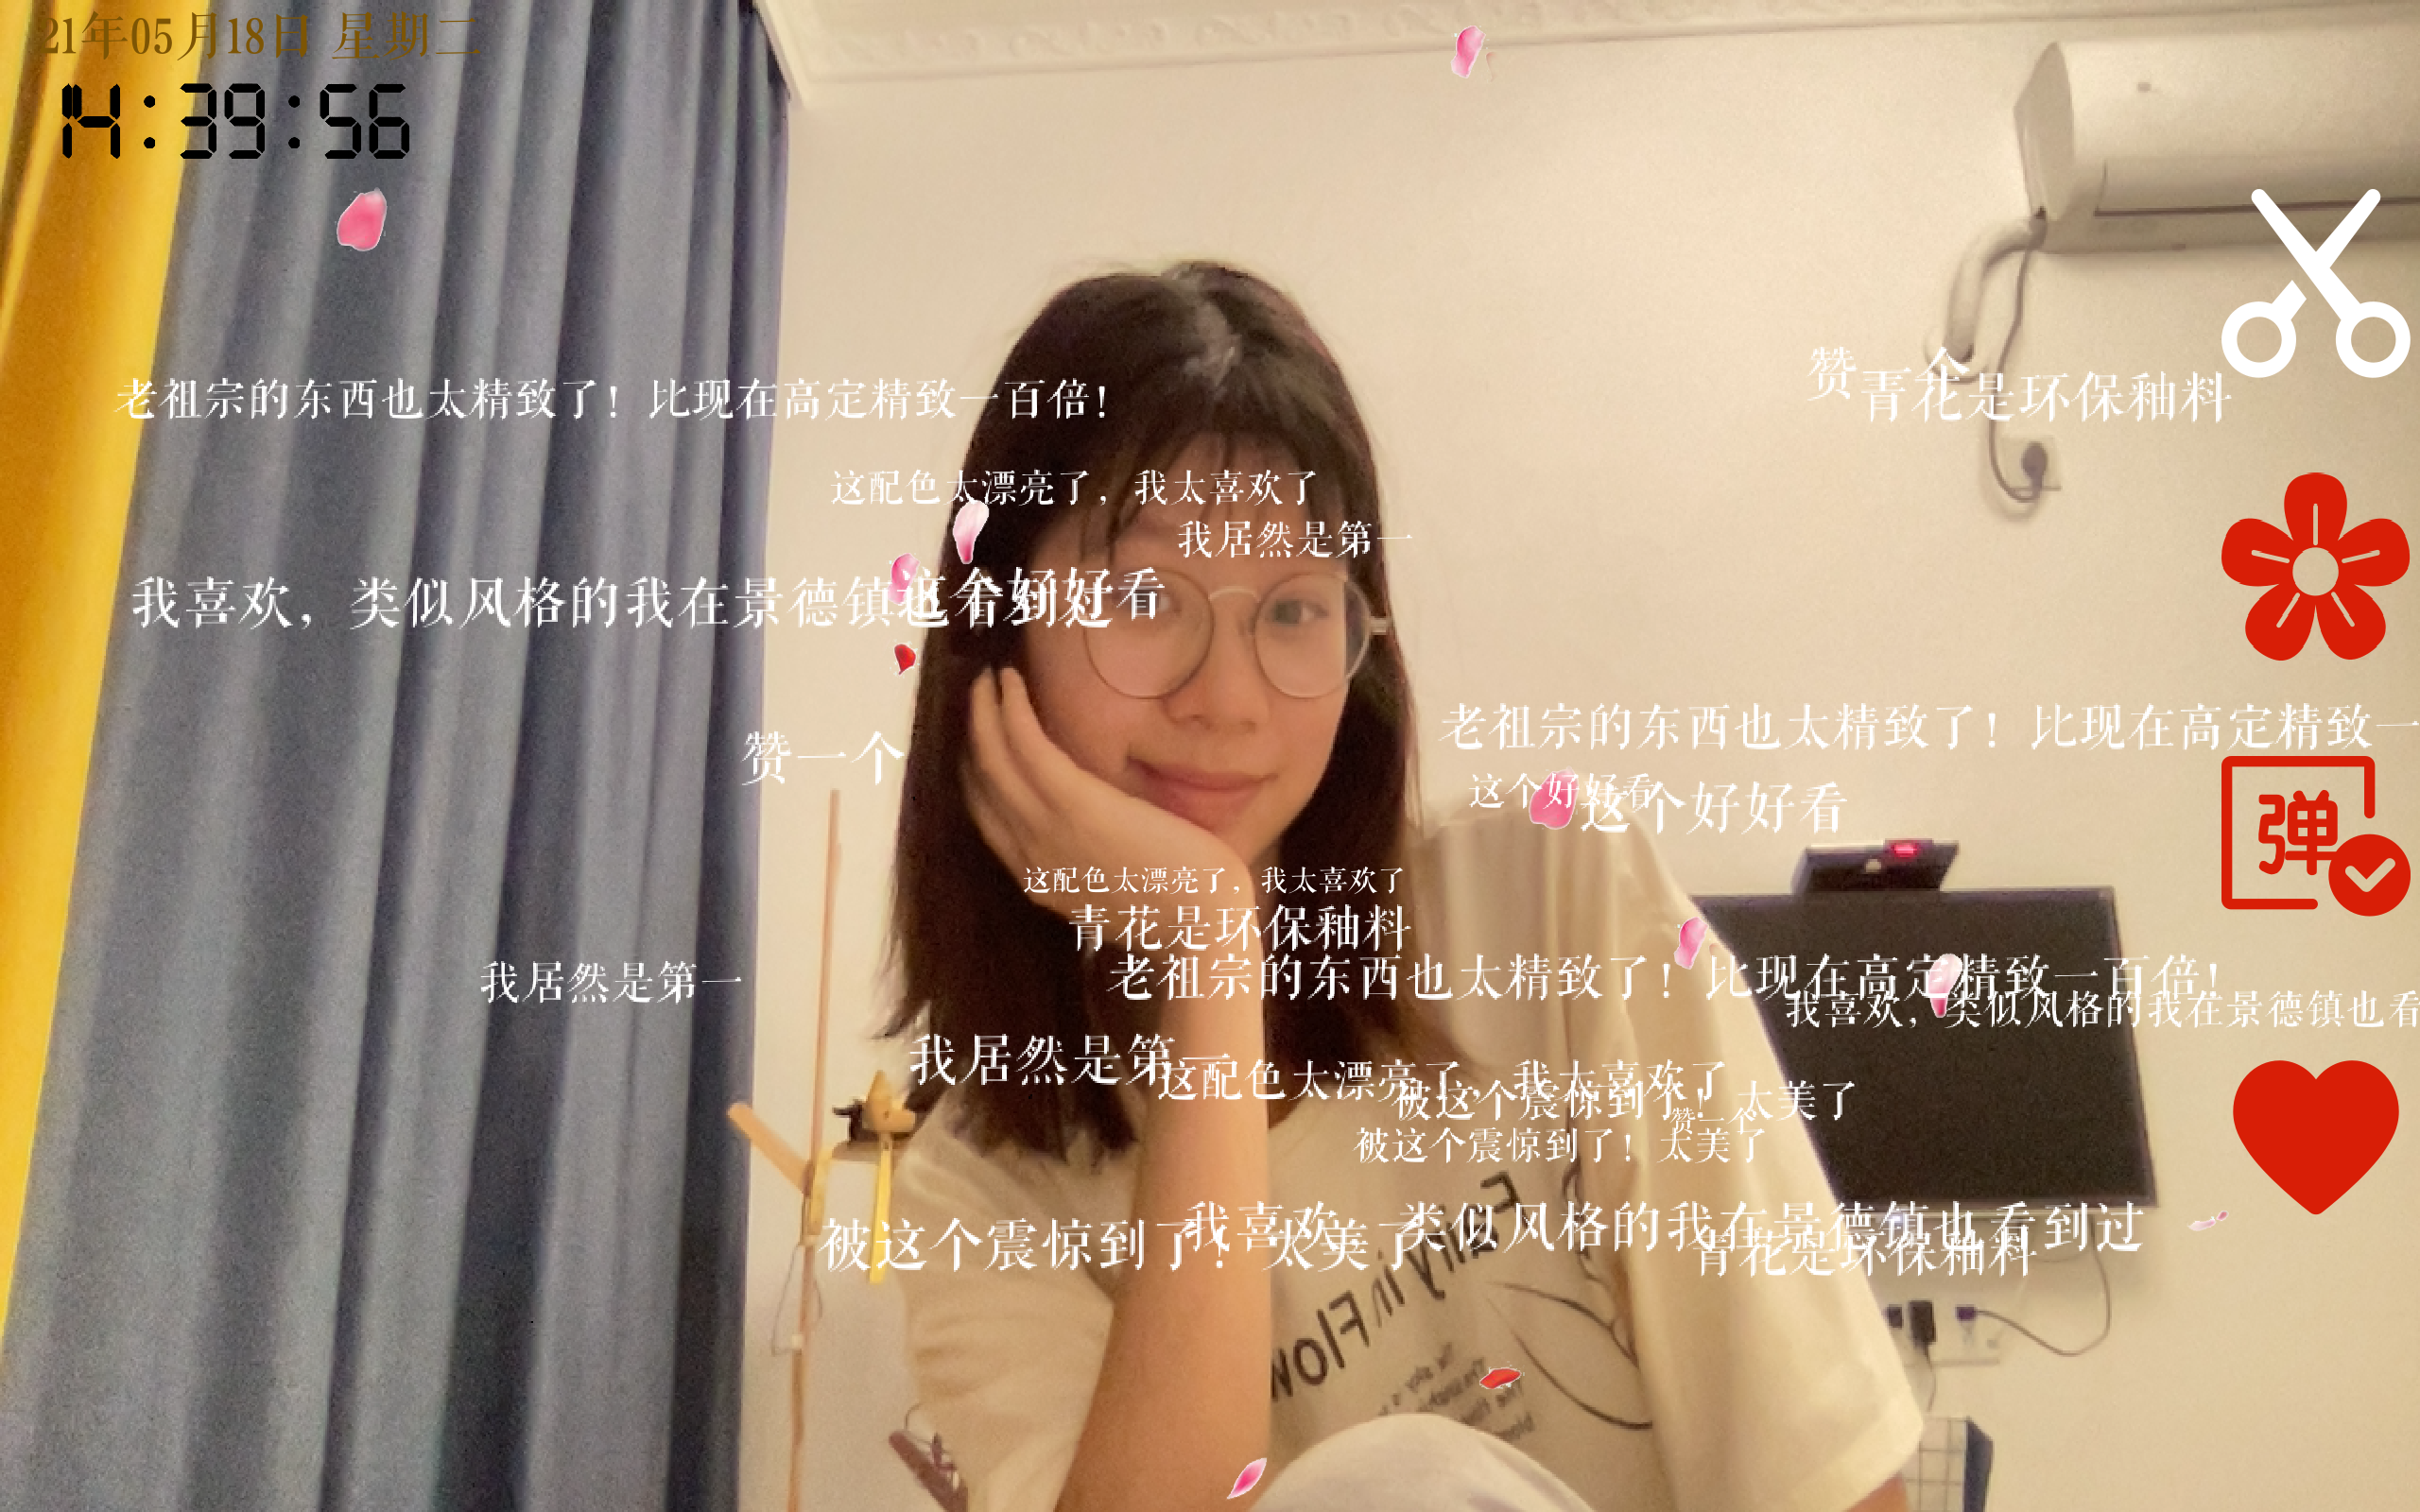 21年05月18日 星期二
14:39:56
赞一个
青花是环保釉料
老祖宗的东西也太精致了！比现在高定精致一百倍！
这配色太漂亮了，我太喜欢了
我居然是第一
我喜欢，类似风格的我在景德镇也看到过
这个好好看
老祖宗的东西也太精致了！比现在高定精致一
赞一个
这个好好看
这个好好看
弹
这配色太漂亮了，我太喜欢了
青花是环保釉料
老祖宗的东西也太精致了！比现在高定精致一百倍！
我居然是第一
我喜欢，类似风格的我在景德镇也看
我居然是第一
这配色太漂亮了，我太喜欢了
被这个震惊到了！太美了
赞一个
被这个震惊到了！太美了
我喜欢，类似风格的我在景德镇也看到过
被这个震惊到了！太美了
青花是环保釉料
Fairy in Flow